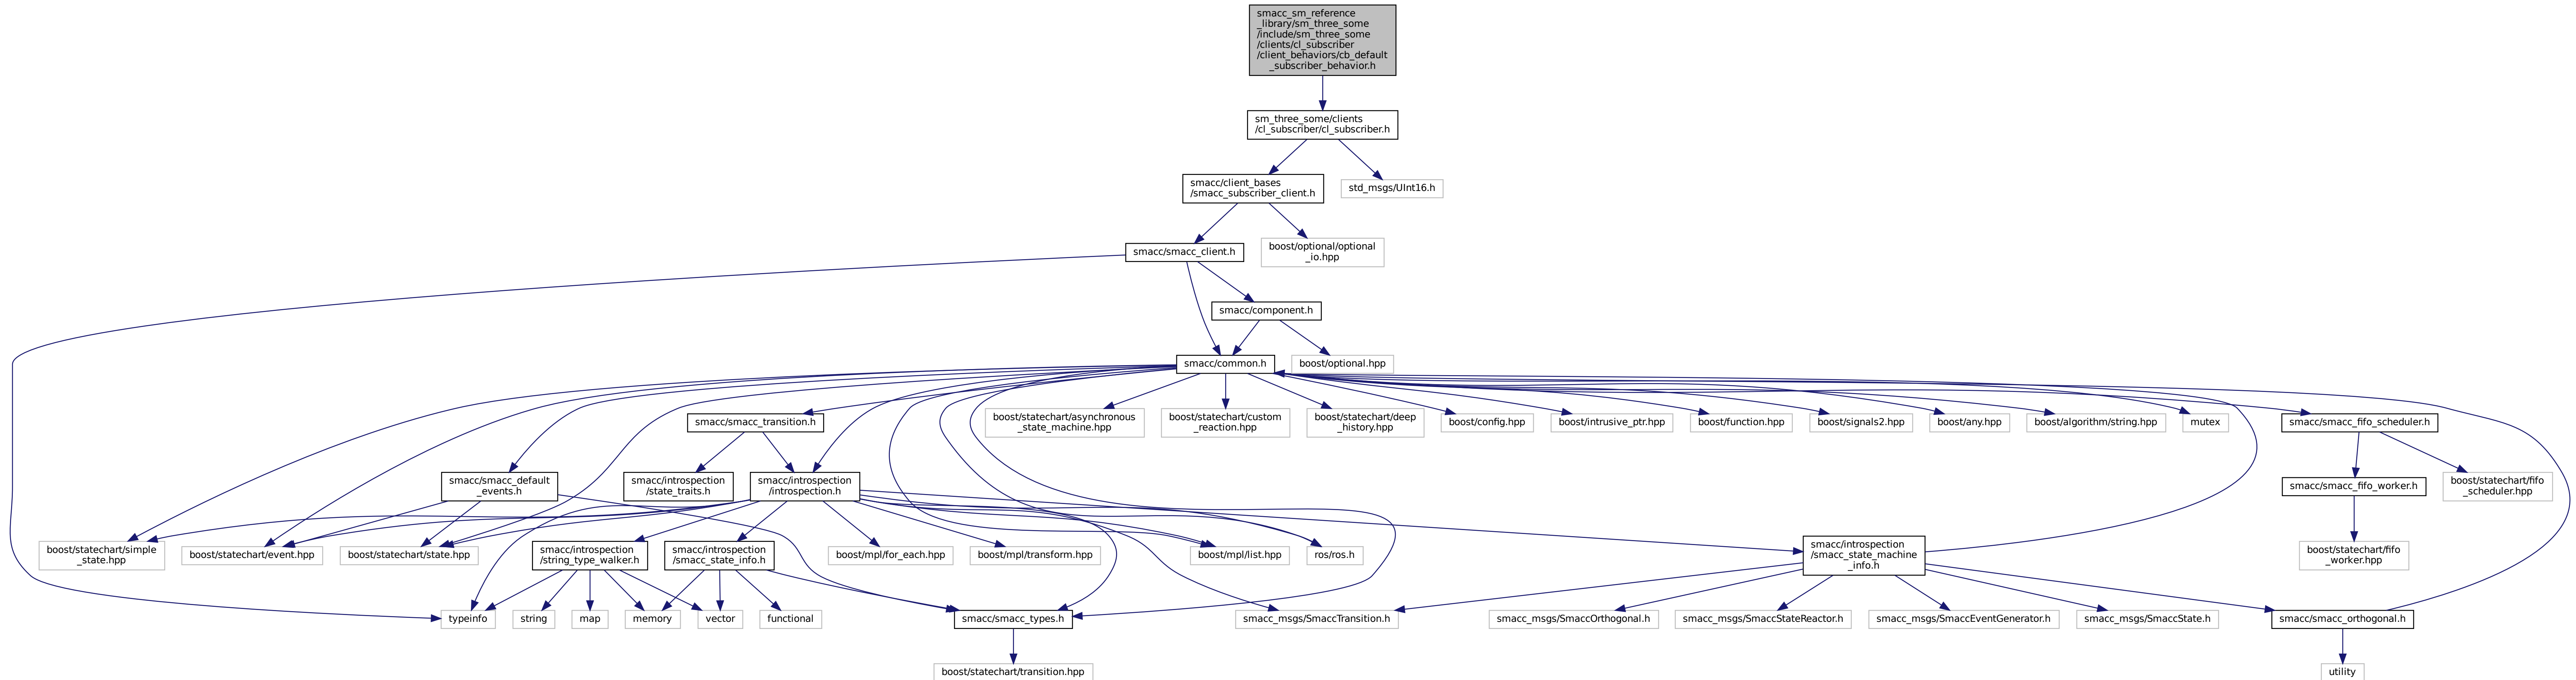 smacc_sm_reference
_library/sm_three_some
/include/sm_three_some
/clients/cl_subscriber
/client_behaviors/cb_default
_subscriber_behavior.h
sm_three_some/clients
/cl_subscriber/cl_subscriber.h
smacc/client_bases
/smacc_subscriber_client.h
std_msgs/UInt16.h
smacc/smacc_client.h
boost/optional/optional
_io.hpp
smacc/component.h
smacc/common.h
boost/optional.hpp
smacc/smacc_transition.h
boost/statechart/asynchronous
_state_machine.hpp
boost/statechart/custom
_reaction.hpp
boost/statechart/deep
_history.hpp
boost/config.hpp
boost/intrusive_ptr.hpp
boost/function.hpp
boost/signals2.hpp
boost/any.hpp
boost/algorithm/string.hpp
mutex
smacc/smacc_fifo_scheduler.h
smacc/smacc_default
_events.h
smacc/introspection
/state_traits.h
smacc/introspection
/introspection.h
smacc/smacc_fifo_worker.h
boost/statechart/fifo
_scheduler.hpp
boost/statechart/simple
_state.hpp
boost/statechart/event.hpp
boost/statechart/state.hpp
smacc/introspection
/string_type_walker.h
smacc/introspection
/smacc_state_info.h
boost/mpl/for_each.hpp
boost/mpl/transform.hpp
boost/mpl/list.hpp
ros/ros.h
smacc/introspection
/smacc_state_machine
_info.h
boost/statechart/fifo
_worker.hpp
typeinfo
string
map
memory
vector
functional
smacc/smacc_types.h
smacc_msgs/SmaccTransition.h
smacc_msgs/SmaccOrthogonal.h
smacc_msgs/SmaccStateReactor.h
smacc_msgs/SmaccEventGenerator.h
smacc_msgs/SmaccState.h
smacc/smacc_orthogonal.h
boost/statechart/transition.hpp
utility